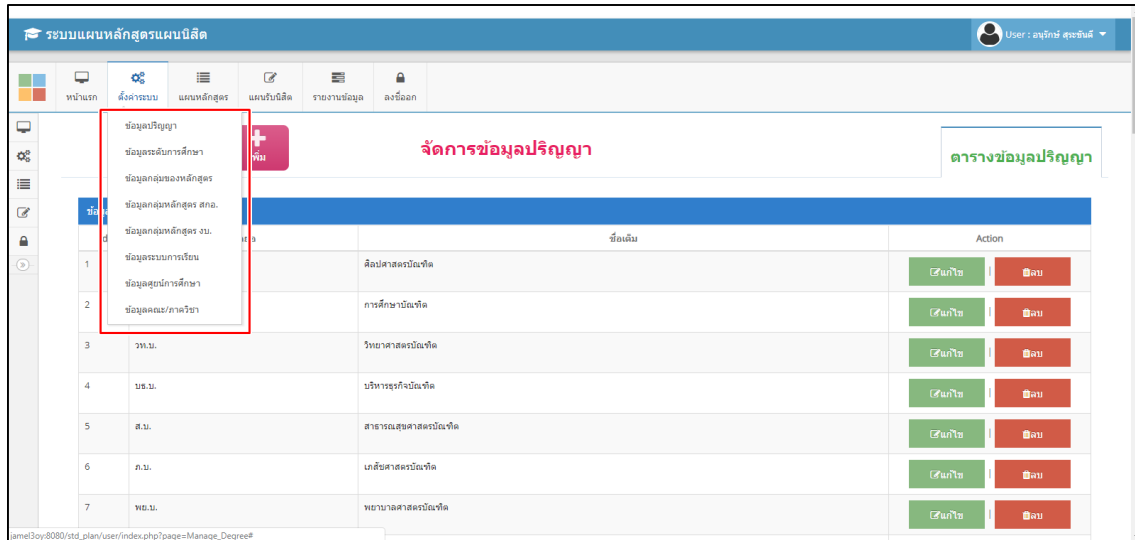 ระบบแผนหลักสูตรแผนนิสิต
User : อนุรักษ์ สุระขันต์
หน้าแรก
ตั้งค่าระบบ
แผนหลักสูตร
แผนรับนิสิต
รายงานข้อมูล
ลงชื่ออก
ข้อมูลปริญญา
ข้อมูลระดับการศึกษา
ข้อมูลกลุ่มของหลักสูตร
ข้อมูลกลุ่มหลักสูตร สกอ.
ข้อมูลกลุ่มหลักสูตร งบ.
ข้อมูลระบบการเรียน
ข้อมูลศูยน์การศึกษา
ข้อมูลคณะ/ภาควิชา
จัดการข้อมูลปริญญา
ตารางข้อมูลปริญญา
ชื่อเต็ม
Action
1
ศิลปศาสตรบัณฑิต
แก้ไข | ลบ
2
การศึกษาบัณฑิต
แก้ไข | ลบ
3 วท.บ. วิทยาศาสตรบัณฑิต แก้ไข | ลบ
4 บธ.บ. บริหารธุรกิจบัณฑิต แก้ไข | ลบ
5 ส.บ. สาธารณสุขศาสตรบัณฑิต แก้ไข | ลบ
6 ภ.บ. เภสัชศาสตรบัณฑิต แก้ไข | ลบ
7 พย.บ. พยาบาลศาสตรบัณฑิต แก้ไข | ลบ
jamel3oy:8080/std_plan/user/index.php?page=Manage_Degree#